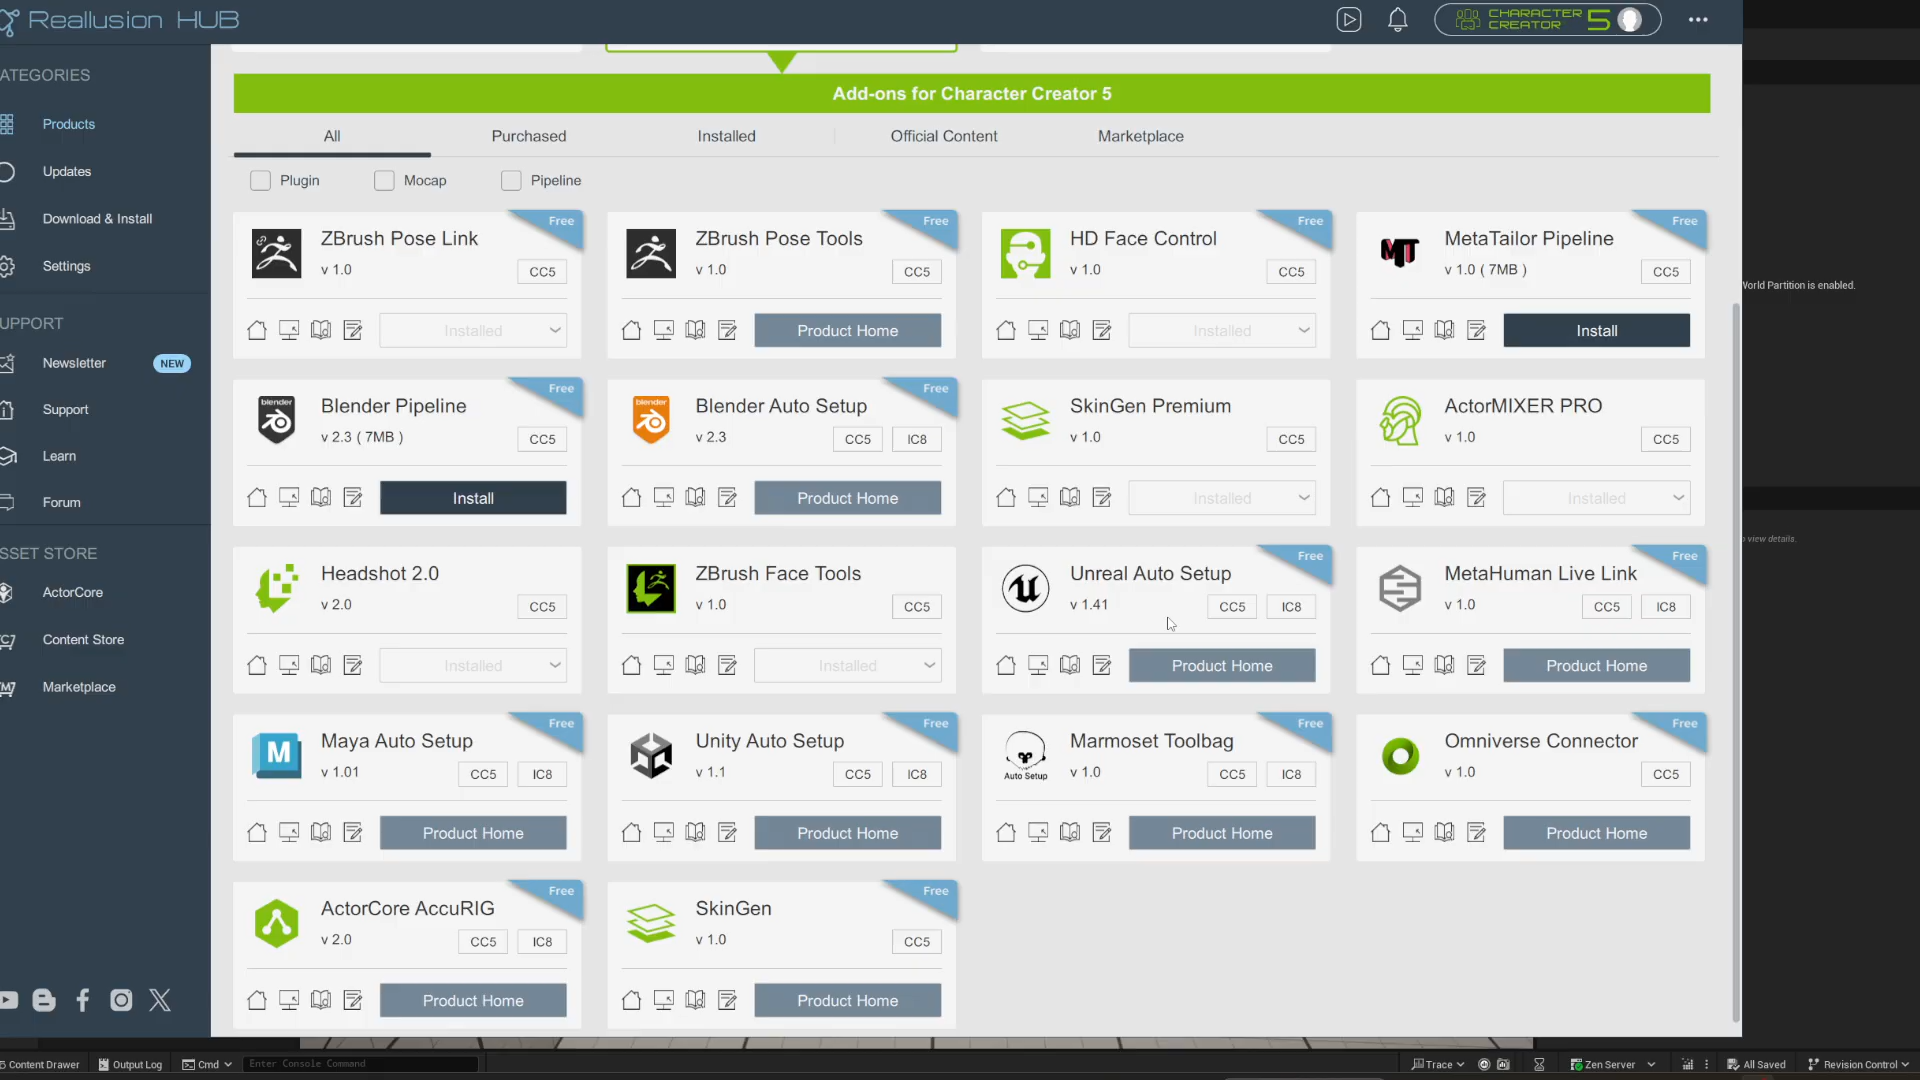 Reallusion HUB
CHARACTER CREATOR 5
ATEGORIES
Products
Updates
Download & Install
Settings
UPPORT
Newsletter NEW
Support
Learn
Forum
SSET STORE
ActorCore
Content Store
Marketplace
Add-ons for Character Creator 5
All Purchased Installed Official Content Marketplace
Plugin Mocap Pipeline
Free
ZBrush Pose Link
v 1.0 CC5
Installed
Free
ZBrush Pose Tools
v 1.0 CC5
Product Home
Free
HD Face Control
v 1.0 CC5
Installed
Free
MetaTailor Pipeline
v 1.0 ( 7MB ) CC5
Install
Free
blender
Blender Pipeline
v 2.3 ( 7MB ) CC5
Install
Free
blender
Blender Auto Setup
v 2.3 CC5 IC8
Product Home
SkinGen Premium
v 1.0 CC5
Installed
ActorMIXER PRO
v 1.0 CC5
Installed
Headshot 2.0
v 2.0 CC5
Installed
ZBrush Face Tools
v 1.0 CC5
Installed
Free
Unreal Auto Setup
v 1.41 CC5 IC8
Product Home
Free
MetaHuman Live Link
v 1.0 CC5 IC8
Product Home
Free
M
Maya Auto Setup
v 1.01 CC5 IC8
Product Home
Free
Unity Auto Setup
v 1.1 CC5 IC8
Product Home
Free
Auto Setup
Marmoset Toolbag
v 1.0 CC5 IC8
Product Home
Free
Omniverse Connector
v 1.0 CC5
Product Home
Free
ActorCore AccuRIG
v 2.0 CC5 IC8
Product Home
Free
SkinGen
v 1.0 CC5
Product Home
World Partition is enabled.
o view details.
Content Drawer Output Log Cmd Enter Console Command Trace Zen Server All Saved Revision Control